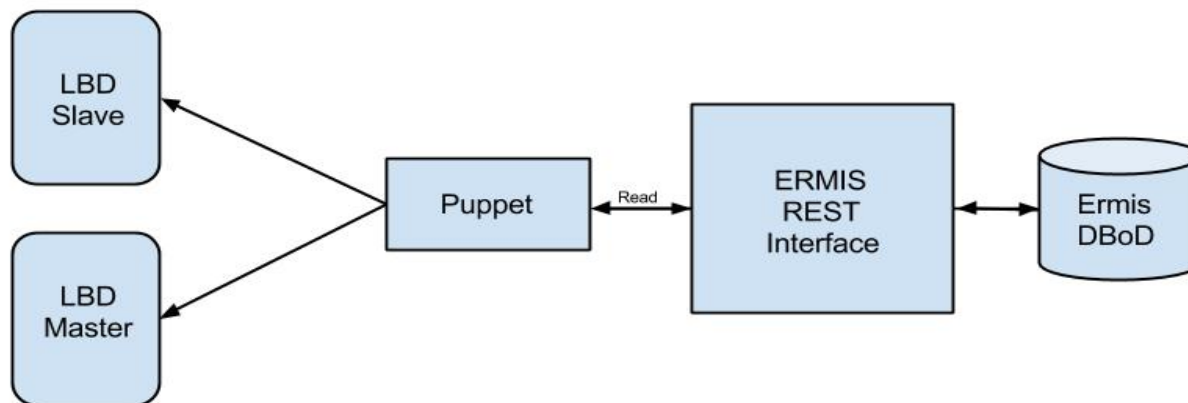 LBD
Slave
LBD
Master
Puppet
Read
ERMIS
REST
Interface
Ermis
DBoD